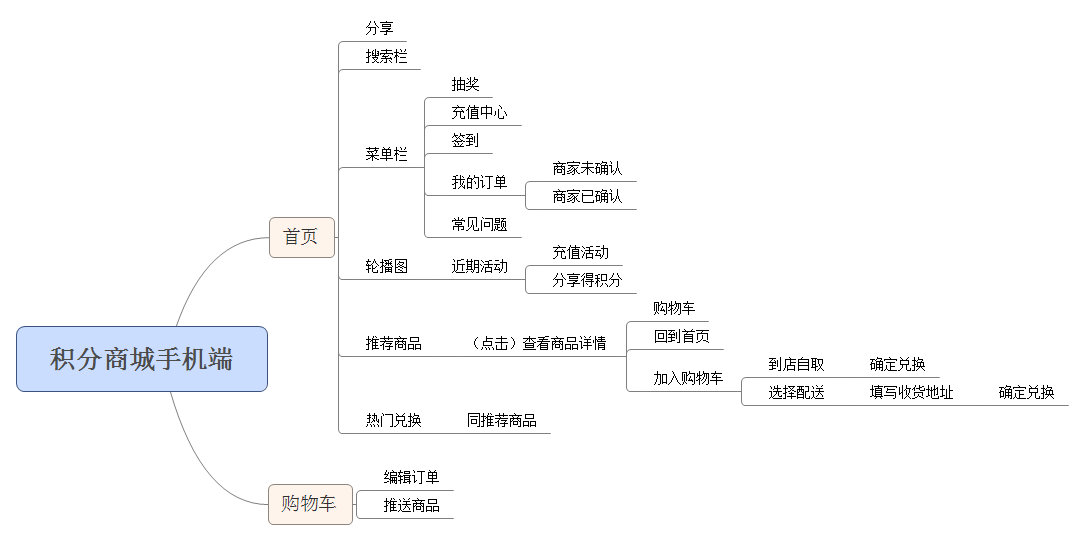 分享
搜索栏
抽奖
充值中心
签到
菜单栏
商家未确认
我的订单
商家已确认
常见问题
首页
充值活动
轮播图
近期活动
分享得积分
购物车
回到首页
推荐商品
（点击）查看商品详情
积分商城手机端
到店自取
确定兑换
加入购物车
选择配送
填写收货地址
确定兑换
热门兑换
同推荐商品
编辑订单
购物车
推送商品